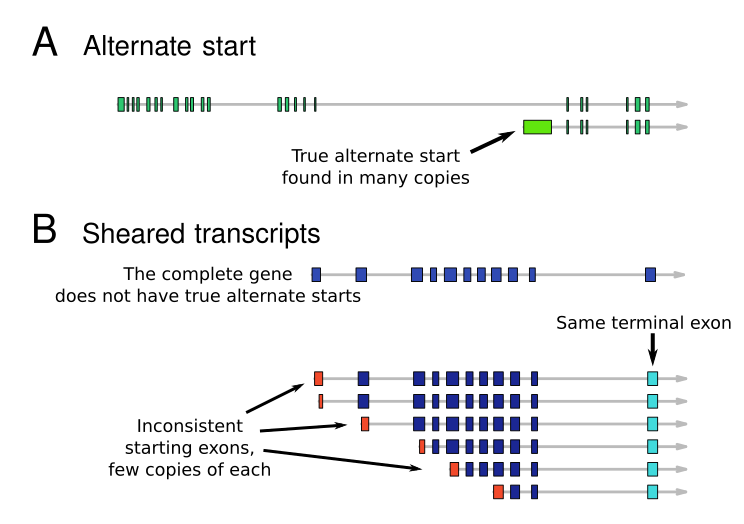 A Alternate start
True alternate start
found in many copies
B Sheared transcripts
The complete gene
does not have true alternate starts
Same terminal exon
Inconsistent
starting exons,
few copies of each